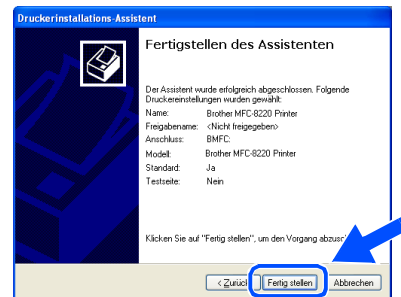 Druckerinstallations-Assistent
Fertigstellen des Assistenten
Der Assistent wurde erfolgreich abgeschlossen. Folgende
Druckereinstellungen wurden gewählt:
Name: Brother MFC-8220 Printer
Freigabename: <Nicht freigegeben>
Anschluss: BMFC:
Modell: Brother MFC-8220 Printer
Standard: Ja
Testseite: Nein
Klicken Sie auf "Fertig stellen", um den Vorgang
< Zurück Fertig stellen Abbrechen